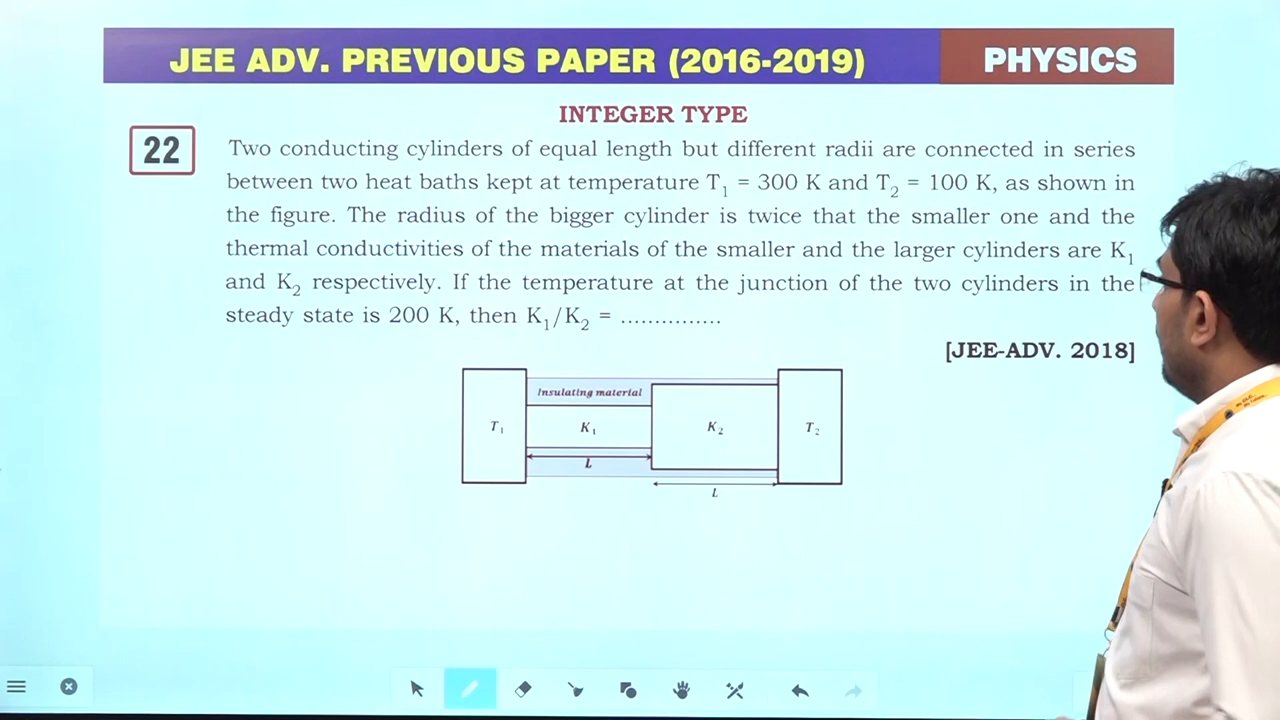 JEE ADV. PREVIOUS PAPER (2016-2019) PHYSICS
INTEGER TYPE
22 Two conducting cylinders of equal length but different radii are connected in series
between two heat baths kept at temperature T₁ = 300 K and T₂ = 100 K, as shown in
the figure. The radius of the bigger cylinder is twice that the smaller one and the
thermal conductivities of the materials of the smaller and the larger cylinders are K₁
and K₂ respectively. If the temperature at the junction of the two cylinders in the
steady state is 200 K, then K₁/K₂ = ...............
[JEE-ADV. 2018]
Insulating material
T₁ K₁ K₂ T₂
L
L